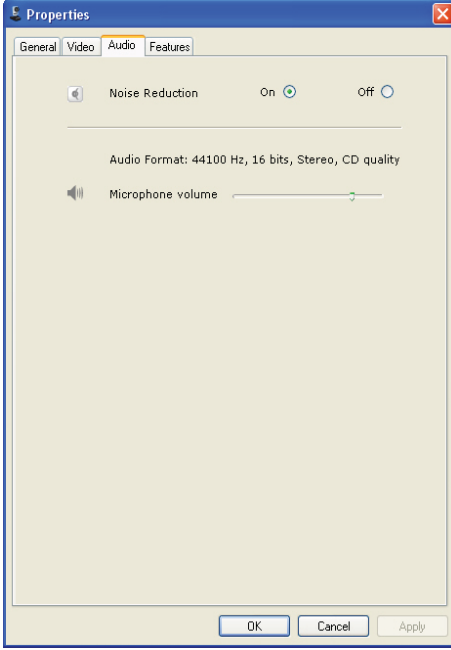 Properties
General Video Audio Features
Noise Reduction On Off
Audio Format: 44100 Hz, 16 bits, Stereo, CD quality
Microphone volume
OK Cancel Apply